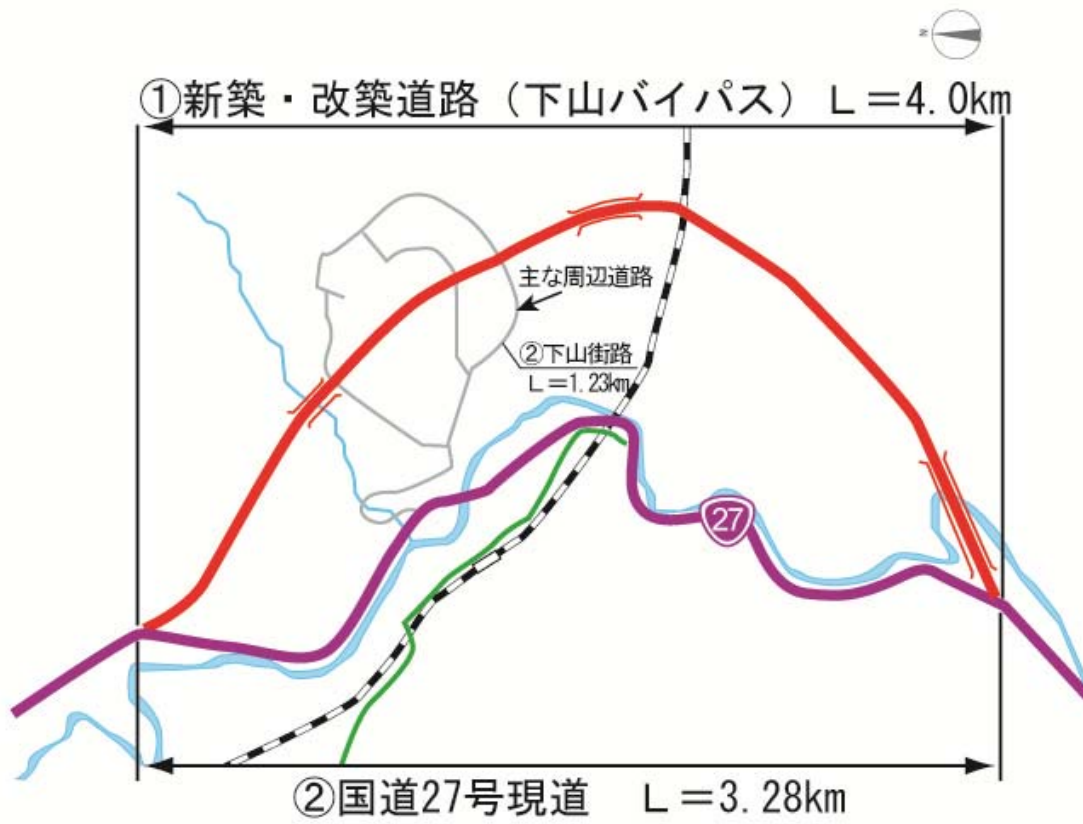 N
①新築・改築道路（下山バイパス） L=4.0km
主な周辺道路
②下山街路
L=1.23km
27
②国道27号現道 L=3.28km